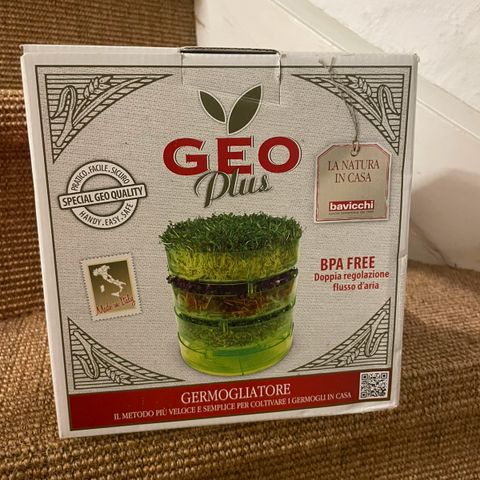 GEO
Plus
PRATICO-FACILE-SICURO
SPECIAL GEO QUALITY
HANDY-EASY-SAFE
LA NATURA
IN CASA
bavicchi
BPA FREE
Doppia regolazione
flusso d'aria
Made in Italy
GERMOGLIATORE
IL METODO PIÙ VELOCE E SEMPLICE PER COLTIVARE I GERMOGLI IN CASA